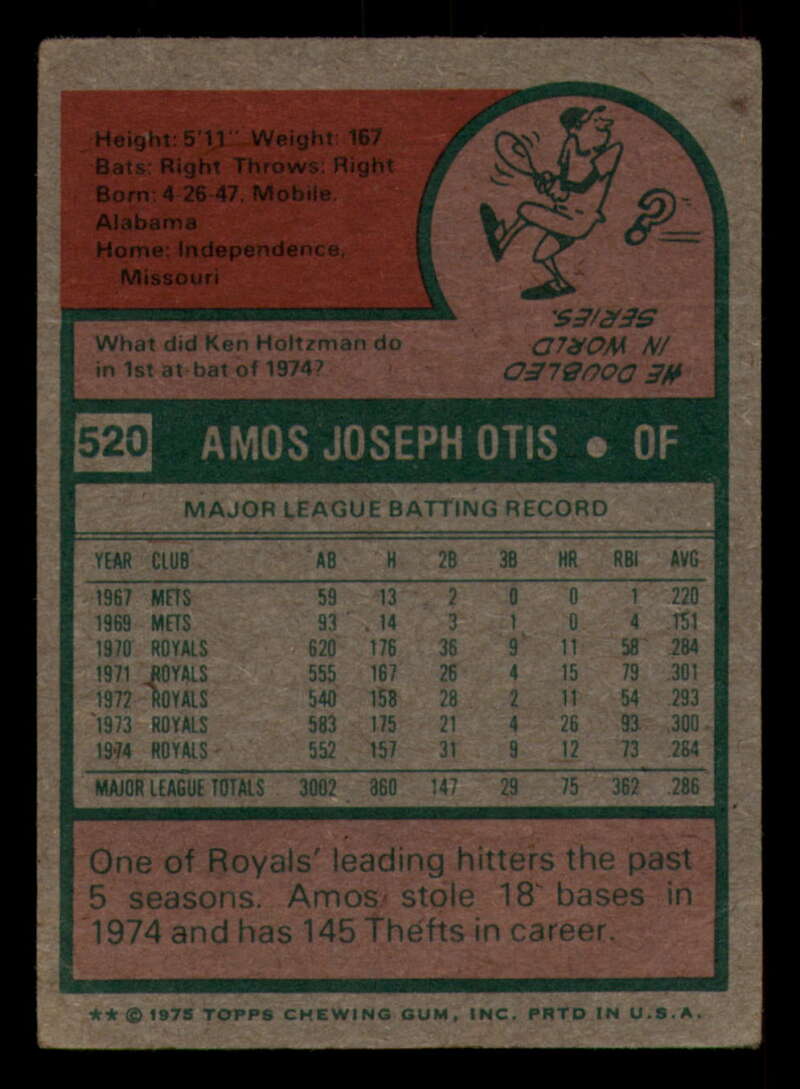 Height: 5'11" Weight: 167
Bats: Right Throws: Right
Born: 4-26-47, Mobile,
Alabama
Home: Independence,
Missouri
What did Ken Holtzman do
in 1st at-bat of 1974?
HE DOUBLED
IN WORLD
SERIES.
?
520 AMOS JOSEPH OTIS • OF
MAJOR LEAGUE BATTING RECORD
YEAR CLUB AB H 2B 3B HR RBI AVG
1967 METS 59 13 2 0 0 1 .220
1969 METS 93 14 3 1 0 4 .151
1970 ROYALS 620 176 36 9 11 58 .284
1971 ROYALS 555 167 26 4 15 79 .301
1972 ROYALS 540 158 28 2 11 54 .293
1973 ROYALS 583 175 21 4 26 93 .300
1974 ROYALS 552 157 31 9 12 73 .284
MAJOR LEAGUE TOTALS 3002 860 147 29 75 362 .286
One of Royals' leading hitters the past
5 seasons. Amos stole 18 bases in
1974 and has 145 Thefts in career.
** © 1975 TOPPS CHEWING GUM, INC. PRTD IN U.S.A.